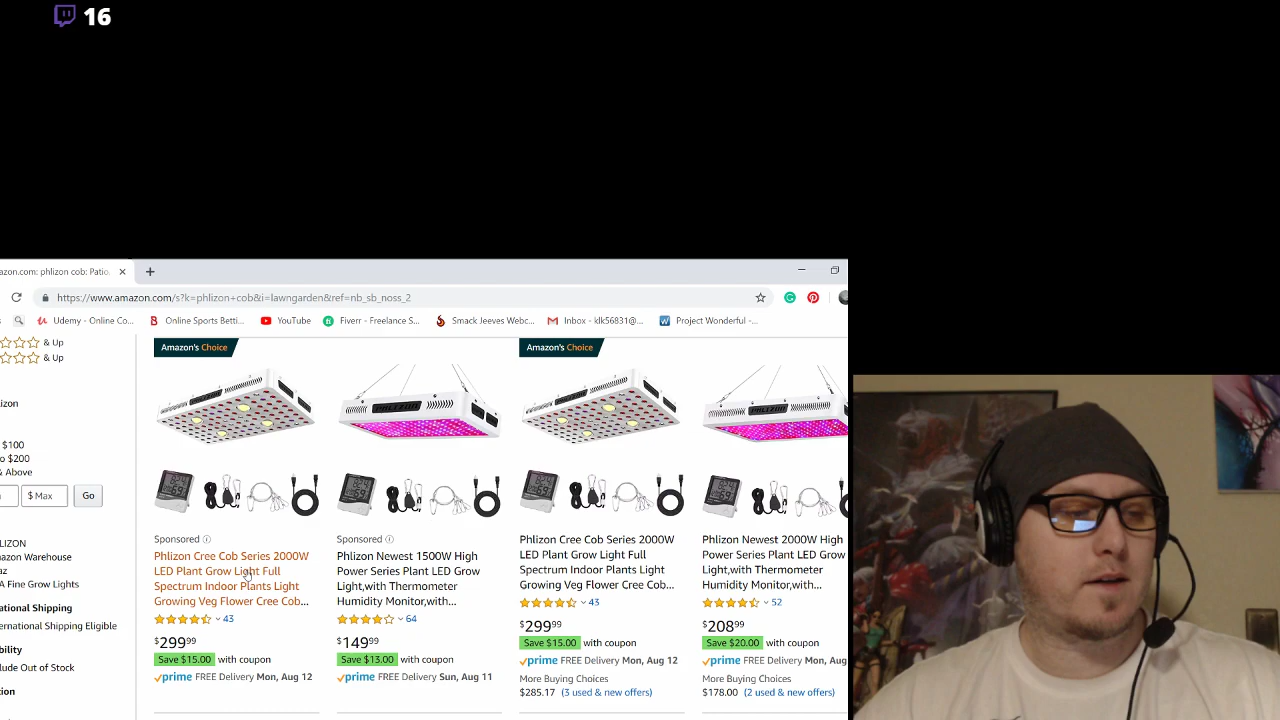 16
azon.com: phlizon cob: Patio.
https://www.amazon.com/s?k=phlizon+cob&i=lawngarden&ref=nb_sb_noss_2
Udemy - Online Co...
Online Sports Betti...
YouTube
Fiverr - Freelance S...
Smack Jeeves Webc...
Inbox - klk56831@...
Project Wonderful -...
& Up
& Up
izon
$100
o $200
& Above
$ Max
Go
LIZON
azon Warehouse
az
A Fine Grow Lights
ational Shipping
ernational Shipping Eligible
bility
lude Out of Stock
tion
Amazon's Choice
Sponsored
Phlizon Cree Cob Series 2000W
LED Plant Grow Light Full
Spectrum Indoor Plants Light
Growing Veg Flower Cree Cob...
43
$299.99
Save $15.00 with coupon
prime FREE Delivery Mon, Aug 12
PHLIZON
Sponsored
Phlizon Newest 1500W High
Power Series Plant LED Grow
Light,with Thermometer
Humidity Monitor,with...
64
$149.99
Save $13.00 with coupon
prime FREE Delivery Sun, Aug 11
Amazon's Choice
Phlizon Cree Cob Series 2000W
LED Plant Grow Light Full
Spectrum Indoor Plants Light
Growing Veg Flower Cree Cob...
43
$299.99
Save $15.00 with coupon
prime FREE Delivery Mon, Aug 12
More Buying Choices
$285.17 (3 used & new offers)
PHLIZON
Phlizon Newest 2000W High
Power Series Plant LED Grow
Light,with Thermometer
Humidity Monitor,with...
52
$208.99
Save $20.00 with coupon
prime FREE Delivery Mon, Aug
More Buying Choices
$178.00 (2 used & new offers)